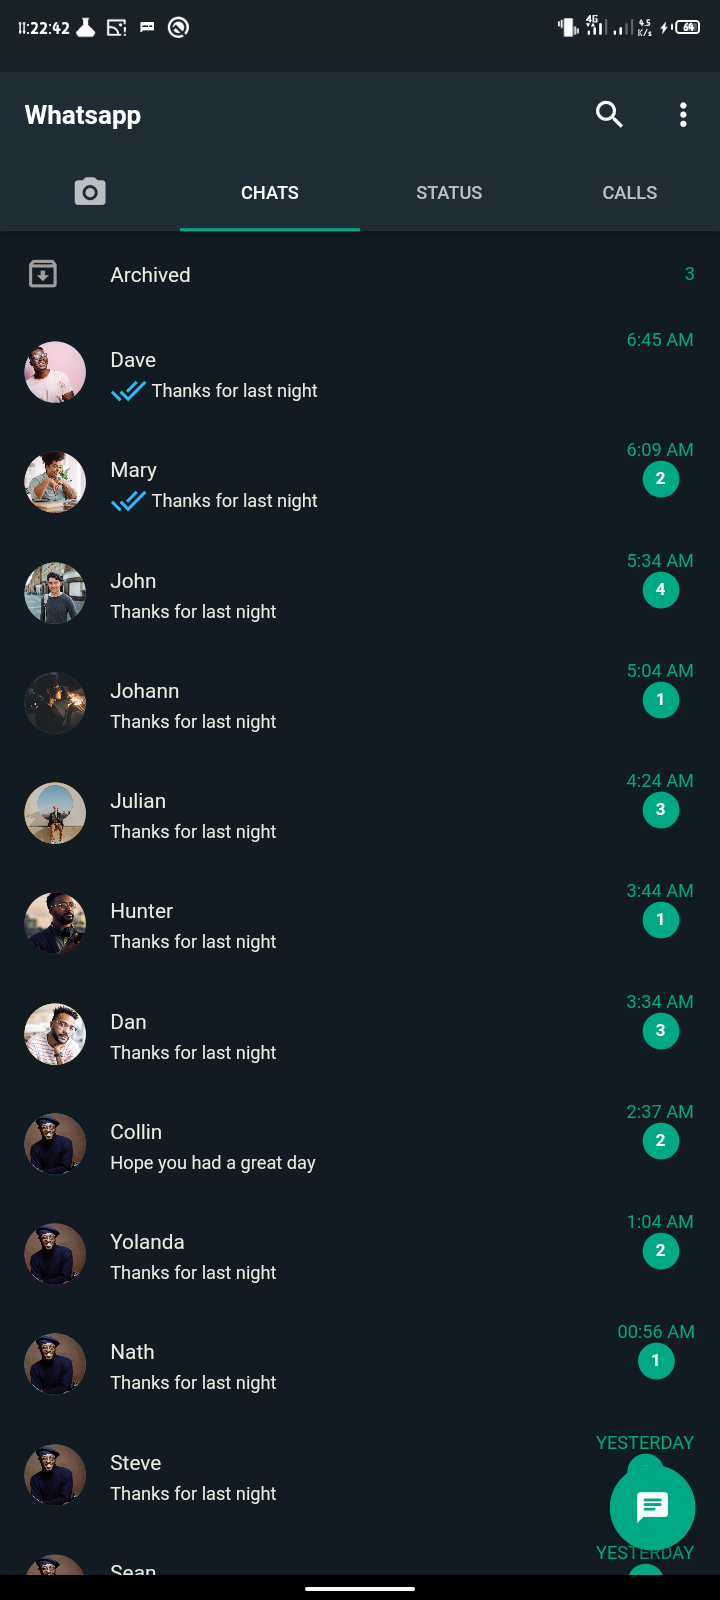 11:22:42
4G
4.5
K/s
64
Whatsapp
CHATS
STATUS
CALLS
Archived
3
6:45 AM
Dave
Thanks for last night
6:09 AM
Mary
2
Thanks for last night
5:34 AM
John
4
Thanks for last night
5:04 AM
Johann
1
Thanks for last night
4:24 AM
Julian
3
Thanks for last night
3:44 AM
Hunter
1
Thanks for last night
3:34 AM
Dan
3
Thanks for last night
2:37 AM
Collin
2
Hope you had a great day
1:04 AM
Yolanda
2
Thanks for last night
00:56 AM
Nath
1
Thanks for last night
YESTERDAY
Steve
Thanks for last night
YESTERDAY
Sean